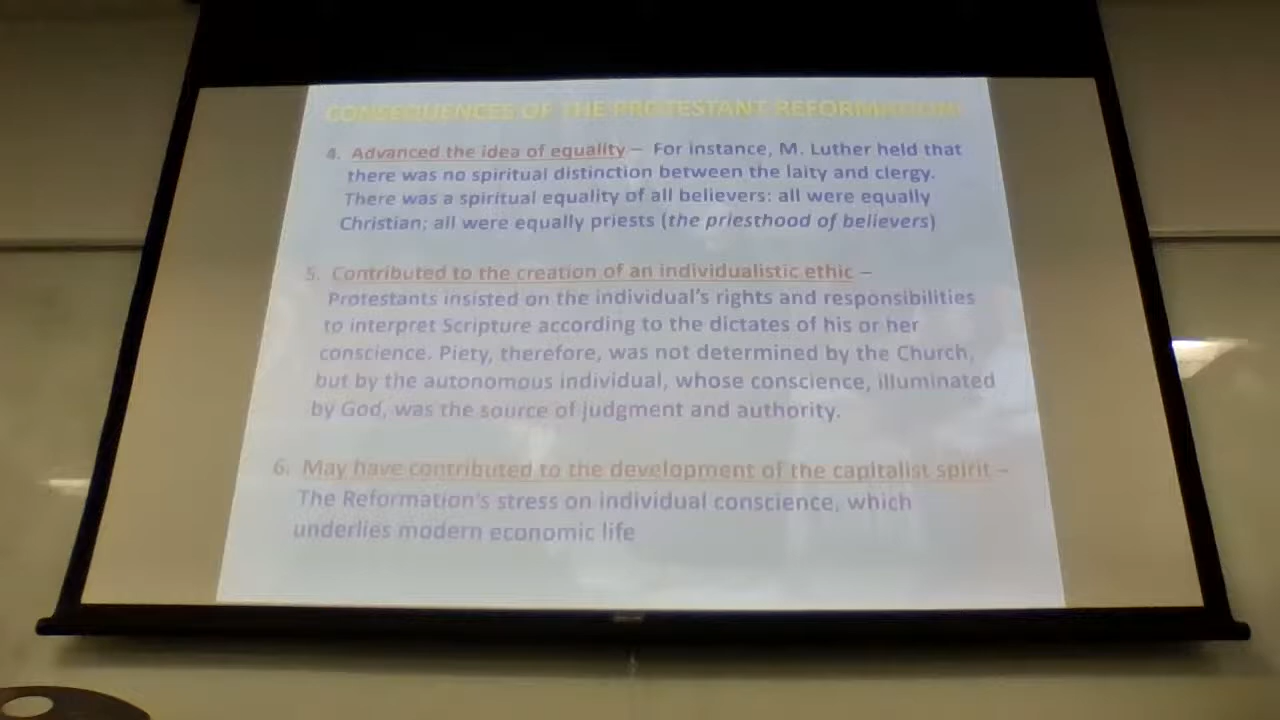 CONSEQUENCES OF THE PROTESTANT REFORMATION
4. Advanced the idea of equality – For instance, M. Luther held that
there was no spiritual distinction between the laity and clergy.
There was a spiritual equality of all believers: all were equally
Christian; all were equally priests (the priesthood of believers)
5. Contributed to the creation of an individualistic ethic –
Protestants insisted on the individual's rights and responsibilities
to interpret Scripture according to the dictates of his or her
conscience. Piety, therefore, was not determined by the Church,
but by the autonomous individual, whose conscience, illuminated
by God, was the source of judgment and authority.
6. May have contributed to the development of the capitalist spirit –
The Reformation's stress on individual conscience, which
underlies modern economic life